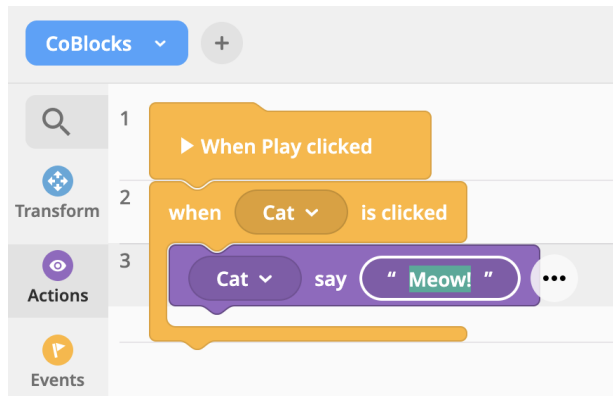 CoBlocks
+
1 When Play clicked
Transform
2 when Cat is clicked
3 Cat say “ Meow! ” •••
Actions
Events